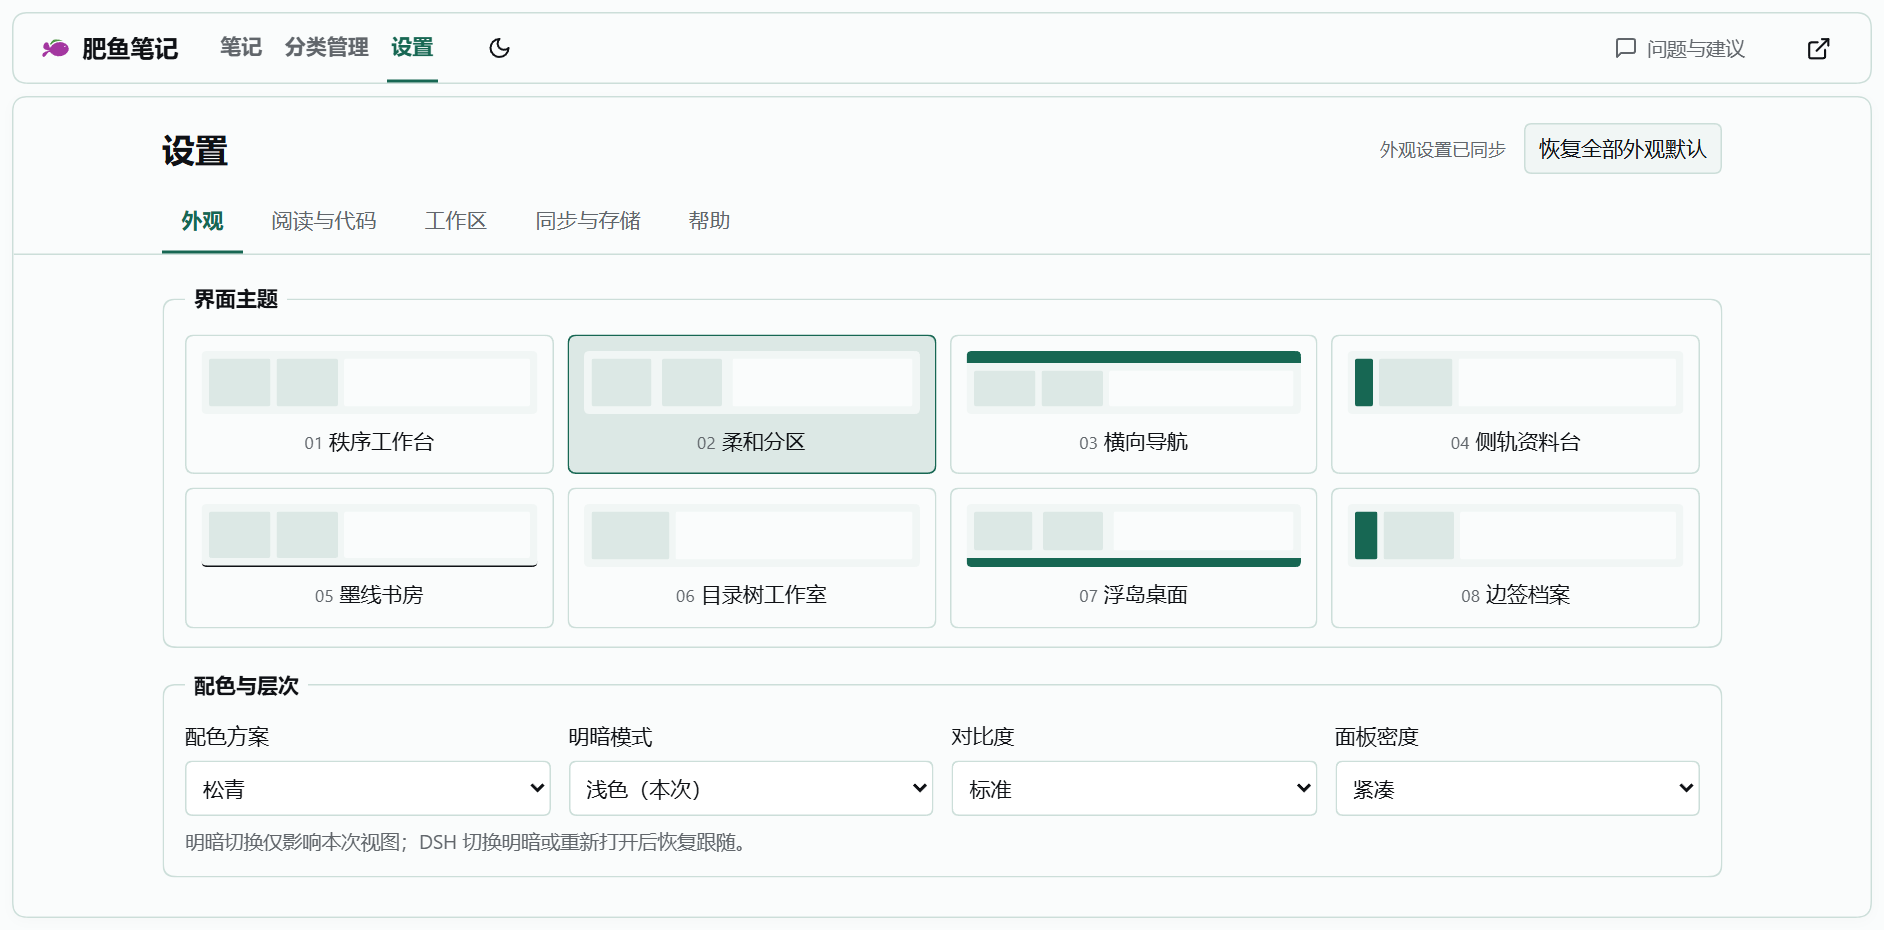 肥鱼笔记 笔记 分类管理 设置 问题与建议
设置 外观设置已同步 恢复全部外观默认
外观 阅读与代码 工作区 同步与存储 帮助
界面主题
01 秩序工作台 02 柔和分区 03 横向导航 04 侧轨资料台
05 墨线书房 06 目录树工作室 07 浮岛桌面 08 边签档案
配色与层次
配色方案 明暗模式 对比度 面板密度
松青 浅色（本次） 标准 紧凑
明暗切换仅影响本次视图；DSH 切换明暗或重新打开后恢复跟随。